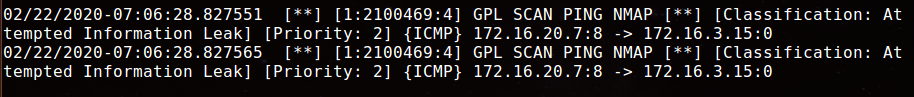 02/22/2020-07:06:28.827551  [**] [1:2100469:4] GPL SCAN PING NMAP [**] [Classification: At
tempted Information Leak] [Priority: 2] {ICMP} 172.16.20.7:8 -> 172.16.3.15:0
02/22/2020-07:06:28.827565  [**] [1:2100469:4] GPL SCAN PING NMAP [**] [Classification: At
tempted Information Leak] [Priority: 2] {ICMP} 172.16.20.7:8 -> 172.16.3.15:0